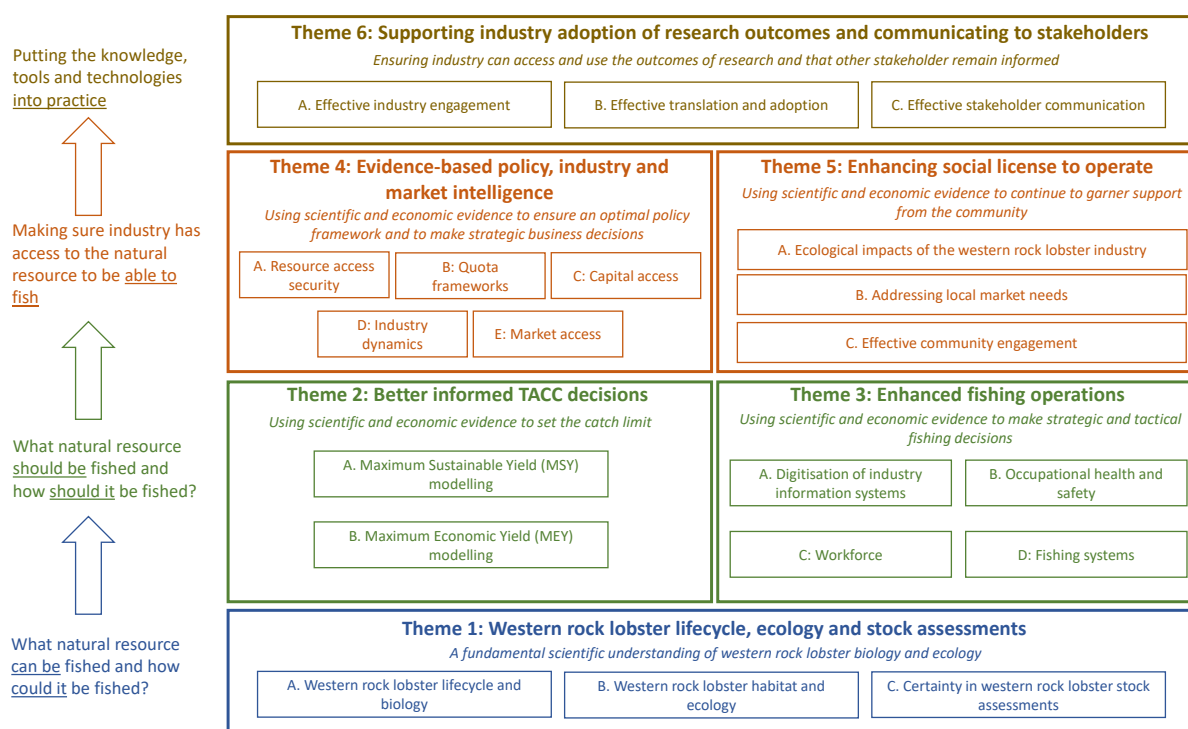 Putting the knowledge,
tools and technologies
into practice
Theme 6: Supporting industry adoption of research outcomes and communicating to stakeholders
Ensuring industry can access and use the outcomes of research and that other stakeholder remain informed
A. Effective industry engagement
B. Effective translation and adoption
C. Effective stakeholder communication
Making sure industry has
access to the natural
resource to be able to
fish
Theme 4: Evidence-based policy, industry and
market intelligence
Using scientific and economic evidence to ensure an optimal policy
framework and to make strategic business decisions
A. Resource access
security
B: Quota
frameworks
C: Capital access
D: Industry
dynamics
E: Market access
Theme 5: Enhancing social license to operate
Using scientific and economic evidence to continue to garner support
from the community
A. Ecological impacts of the western rock lobster industry
B. Addressing local market needs
C. Effective community engagement
What natural resource
should be fished and
how should it be fished?
Theme 2: Better informed TACC decisions
Using scientific and economic evidence to set the catch limit
A. Maximum Sustainable Yield (MSY)
modelling
B. Maximum Economic Yield (MEY)
modelling
Theme 3: Enhanced fishing operations
Using scientific and economic evidence to make strategic and tactical
fishing decisions
A. Digitisation of industry
information systems
B. Occupational health and
safety
C: Workforce
D: Fishing systems
What natural resource
can be fished and how
could it be fished?
Theme 1: Western rock lobster lifecycle, ecology and stock assessments
A fundamental scientific understanding of western rock lobster biology and ecology
A. Western rock lobster lifecycle and
biology
B. Western rock lobster habitat and
ecology
C. Certainty in western rock lobster stock
assessments